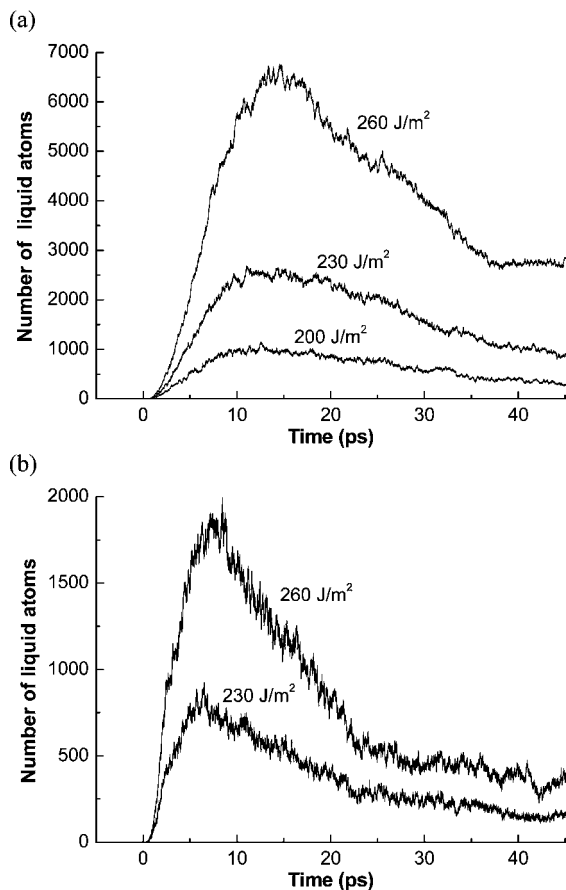 (a)
7000
6000
5000
4000
3000
2000
1000
0
Number of liquid atoms
260 J/m²
230 J/m²
200 J/m²
0 10 20 30 40
Time (ps)
(b)
2000
1500
1000
500
0
Number of liquid atoms
260 J/m²
230 J/m²
0 10 20 30 40
Time (ps)